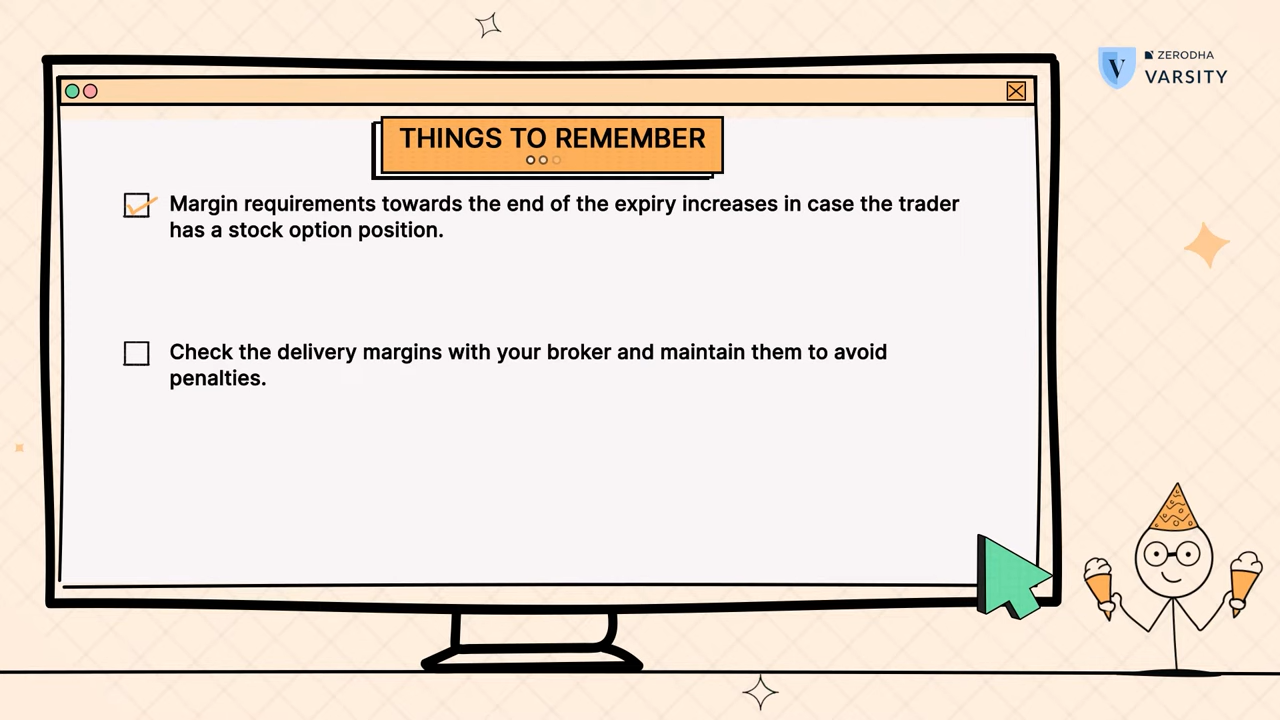 ZERODHA
V
VARSITY
THINGS TO REMEMBER
Margin requirements towards the end of the expiry increases in case the trader
has a stock option position.
Check the delivery margins with your broker and maintain them to avoid
penalties.